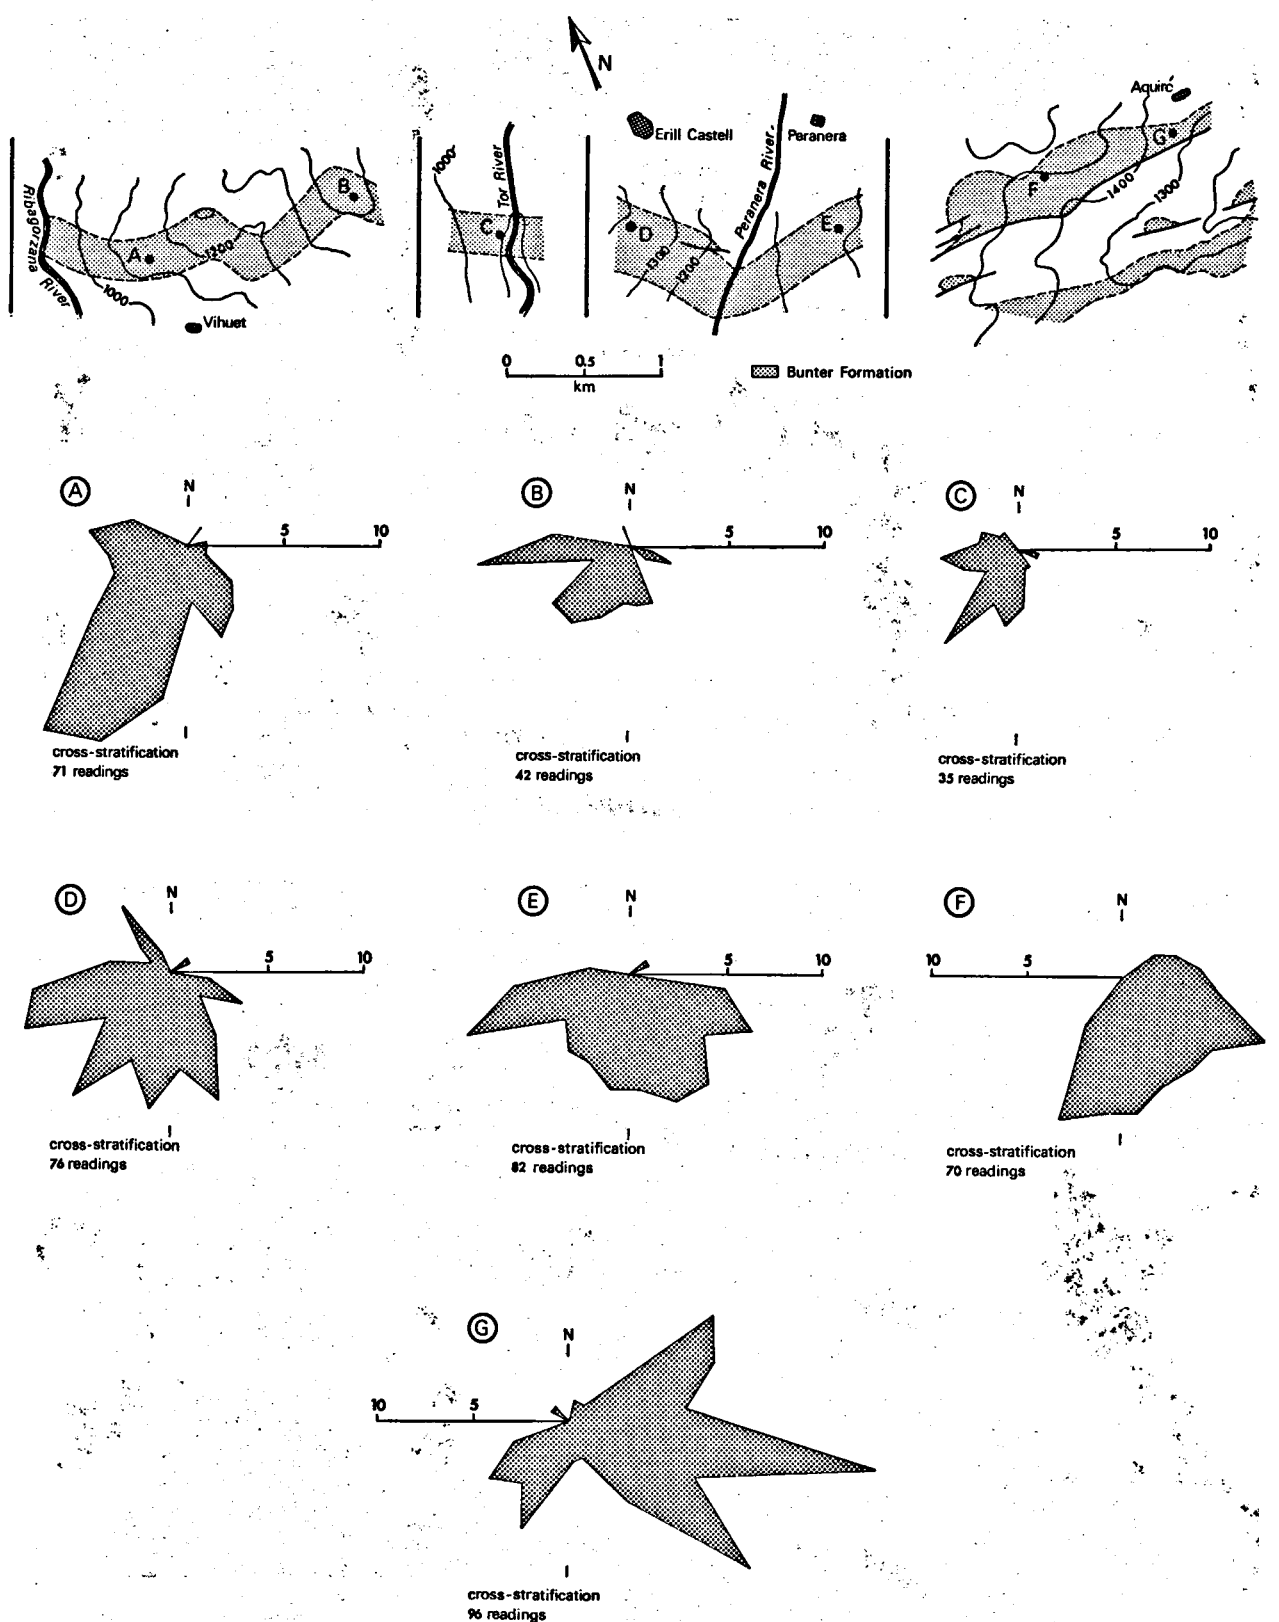 N
Aquiré
Erill Castell
Peranera
Ribagorzana River
A
B
1200
1000
Vihuet
1000
Tor River
C
D
1300
1200
Peranera River
E
F
G
1400
1300
0 0.5 1
km
Bunter Formation
A
N
5 10
cross-stratification
71 readings
B
N
5 10
cross-stratification
42 readings
C
N
5 10
cross-stratification
35 readings
D
N
5 10
cross-stratification
76 readings
E
N
5 10
cross-stratification
82 readings
F
N
10 5
cross-stratification
70 readings
G
N
10 5
cross-stratification
96 readings